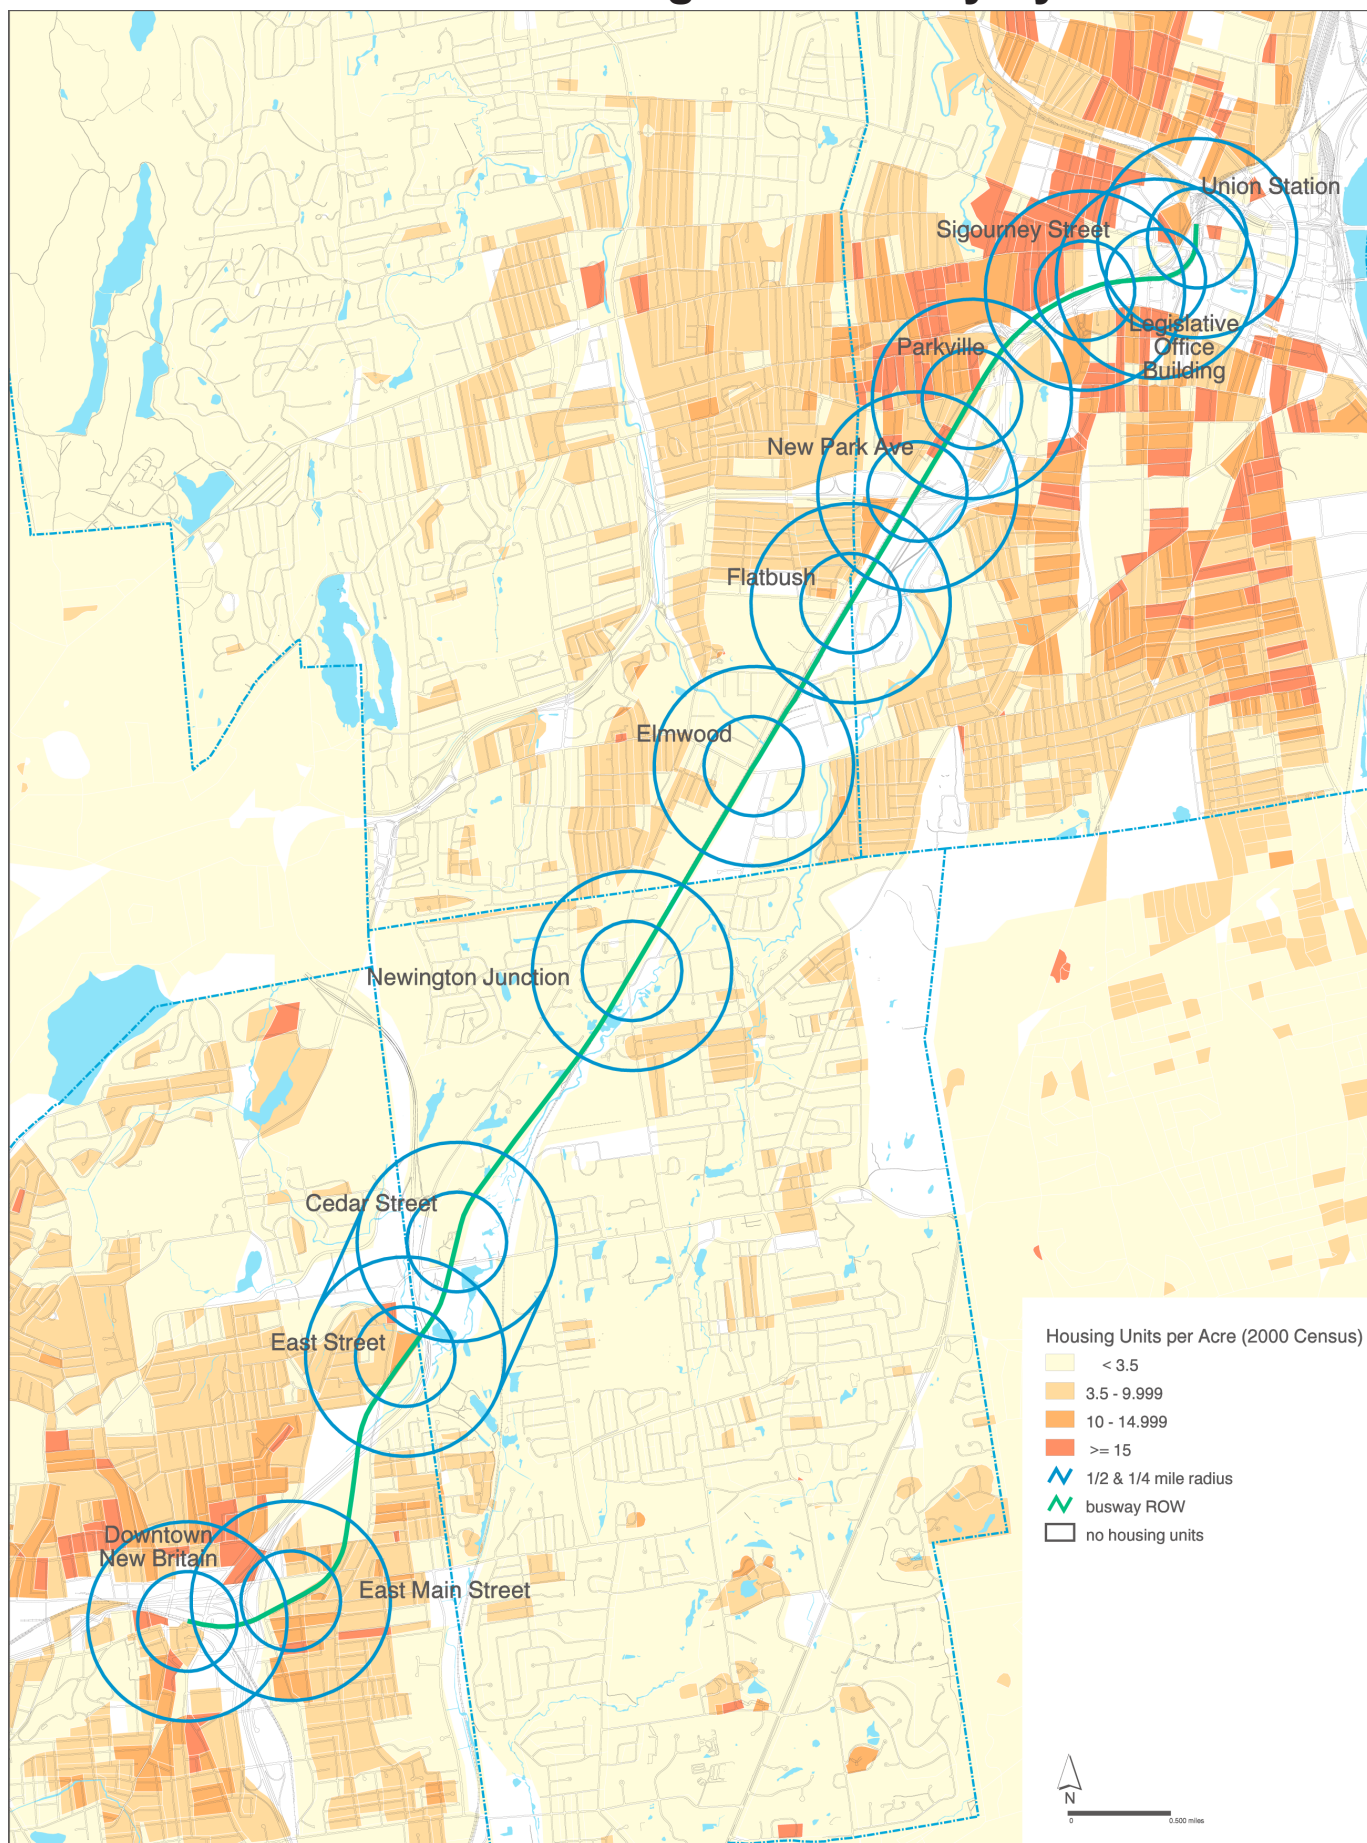 Union Station
Sigourney Street
Legislative
Office
Building
Parkville
New Park Ave
Flatbush
Elmwood
Newington Junction
Cedar Street
East Street
Downtown
New Britain
East Main Street
Housing Units per Acre (2000 Census)
< 3.5
3.5 - 9.999
10 - 14.999
>= 15
1/2 & 1/4 mile radius
busway ROW
no housing units
N
0 0.500 miles